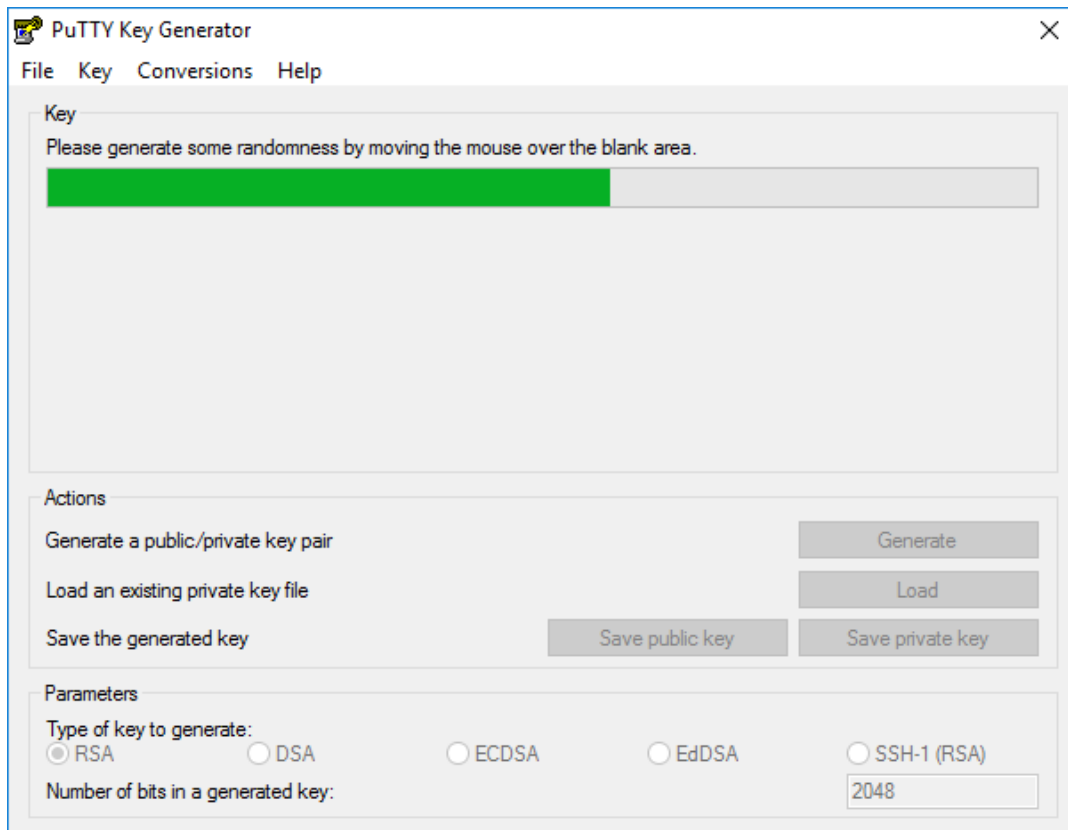 PuTTY Key Generator
File Key Conversions Help
Key
Please generate some randomness by moving the mouse over the blank area.
Actions
Generate a public/private key pair Generate
Load an existing private key file Load
Save the generated key Save public key Save private key
Parameters
Type of key to generate:
RSA DSA ECDSA EdDSA SSH-1 (RSA)
Number of bits in a generated key: 2048